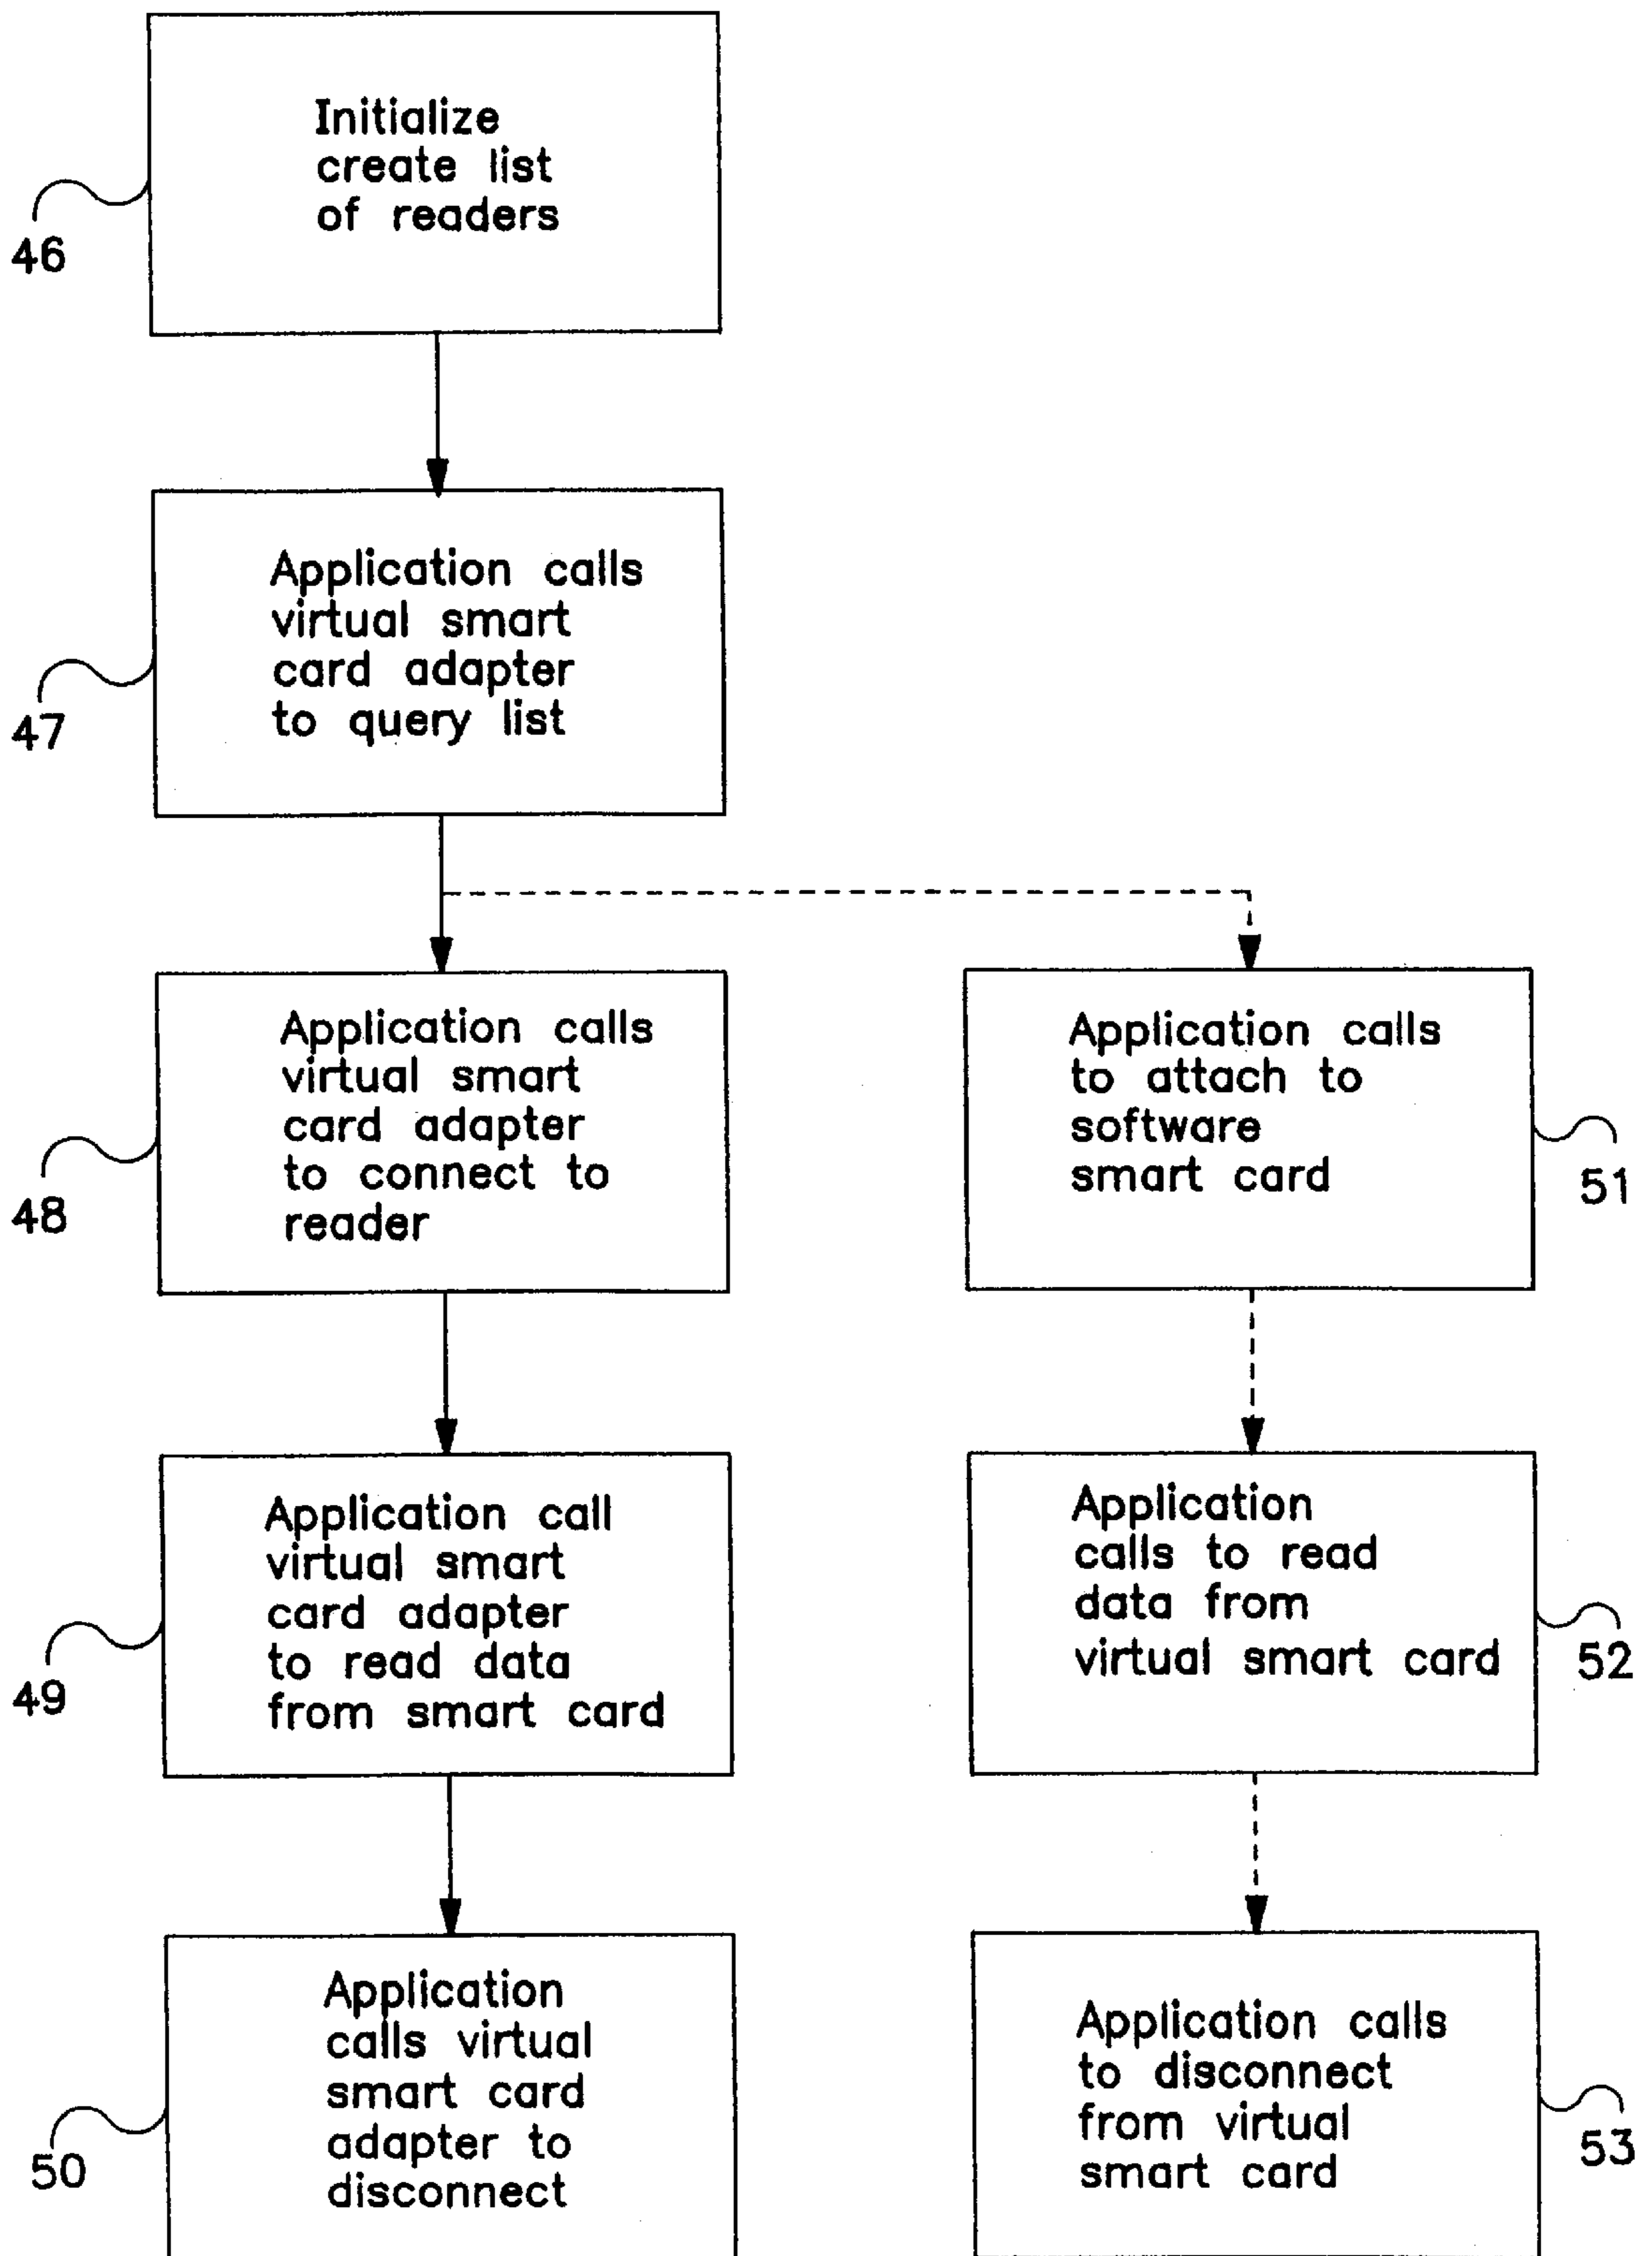 Initialize
create list
of readers
46
Application calls
virtual smart
card adapter
to query list
47
Application calls
virtual smart
card adapter
to connect to
reader
48
Application calls
to attach to
software
smart card
51
Application call
virtual smart
card adapter
to read data
from smart card
49
Application
calls to read
data from
virtual smart card
52
Application
calls virtual
smart card
adapter to
disconnect
50
Application calls
to disconnect
from virtual
smart card
53